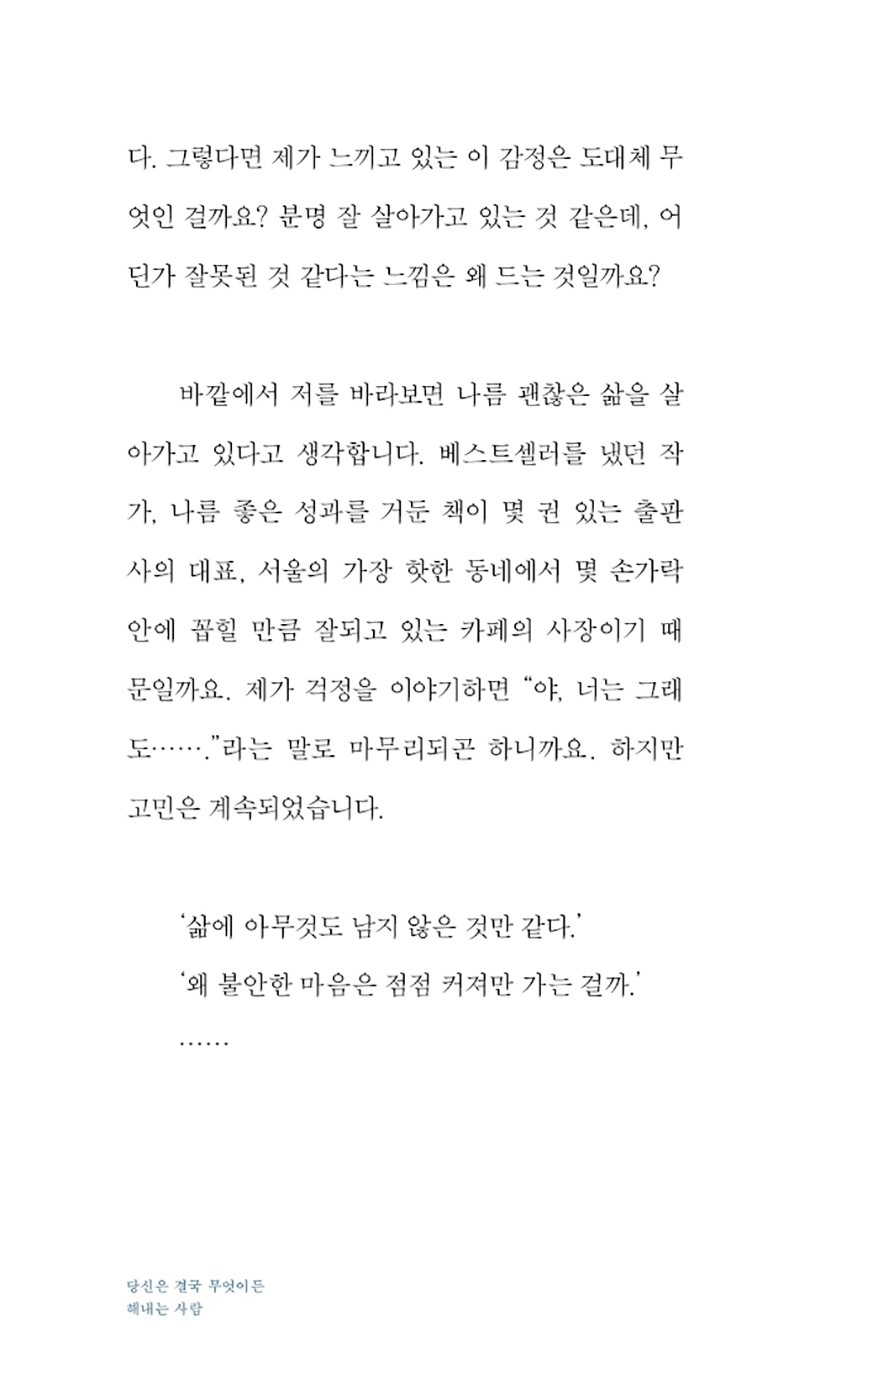 다. 그렇다면 제가 느끼고 있는 이 감정은 도대체 무
엇인 걸까요? 분명 잘 살아가고 있는 것 같은데, 어
딘가 잘못된 것 같다는 느낌은 왜 드는 것일까요?
바깥에서 저를 바라보면 나름 괜찮은 삶을 살
아가고 있다고 생각합니다. 베스트셀러를 냈던 작
가, 나름 좋은 성과를 거둔 책이 몇 권 있는 출판
사의 대표, 서울의 가장 핫한 동네에서 몇 손가락
안에 꼽힐 만큼 잘되고 있는 카페의 사장이기 때
문일까요. 제가 걱정을 이야기하면 “야, 너는 그래
도…….”라는 말로 마무리되곤 하니까요. 하지만
고민은 계속되었습니다.
‘삶에 아무것도 남지 않은 것만 같다.’
‘왜 불안한 마음은 점점 커져만 가는 걸까.’
……
당신은 결국 무엇이든
해내는 사람